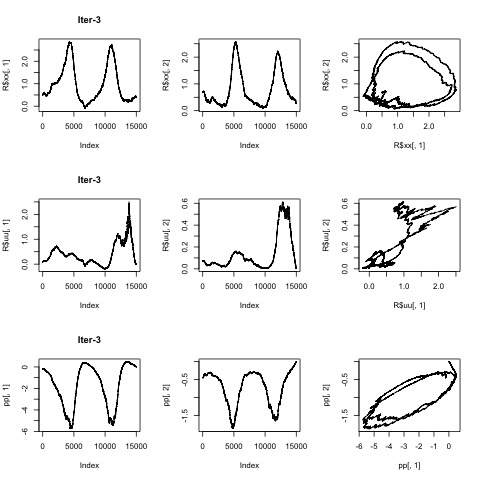 Iter-3
R$xx[, 1]
0.0 1.0 2.0
0 5000 10000 15000
Index
R$xx[, 2]
0.0 1.0 2.0
0 5000 10000 15000
Index
R$xx[, 2]
0.0 1.0 2.0
0.0 1.0 2.0
R$xx[, 1]
Iter-3
R$uu[, 1]
0.0 1.0 2.0
0 5000 10000 15000
Index
R$uu[, 2]
0.0 0.2 0.4 0.6
0 5000 10000 15000
Index
R$uu[, 2]
0.0 0.2 0.4 0.6
0.0 1.0 2.0
R$uu[, 1]
Iter-3
pp[, 1]
-6 -4 -2 0
0 5000 10000 15000
Index
pp[, 2]
-1.5 -0.5
0 5000 10000 15000
Index
pp[, 2]
-1.5 -0.5
-6 -5 -4 -3 -2 -1 0
pp[, 1]